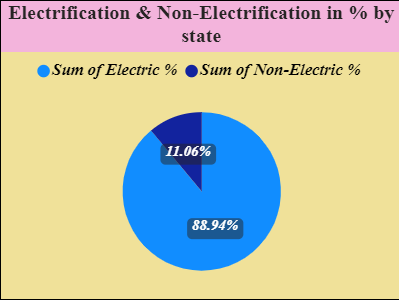 Electrification & Non-Electrification in % by
state
Sum of Electric % Sum of Non-Electric %
11.06%
88.94%